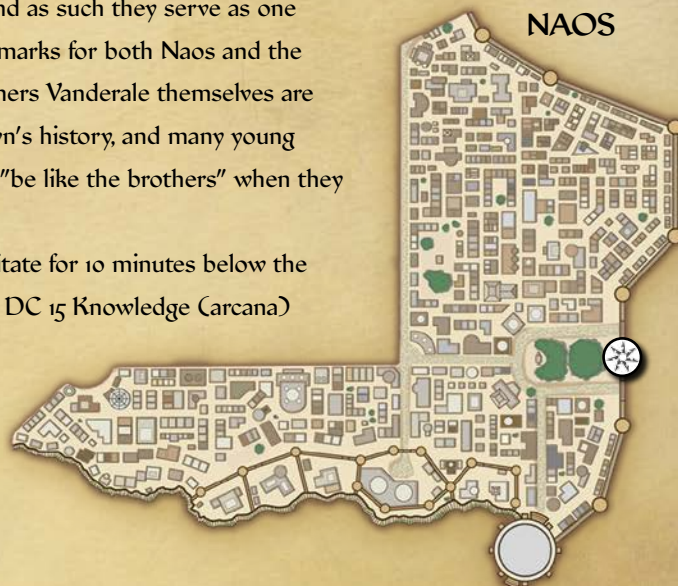 nd as such they serve as one
marks for both Naos and the
hers Vanderale themselves are
vn's history, and many young
"be like the brothers" when they
itate for 10 minutes below the
DC 15 Knowledge (arcana)
NAOS